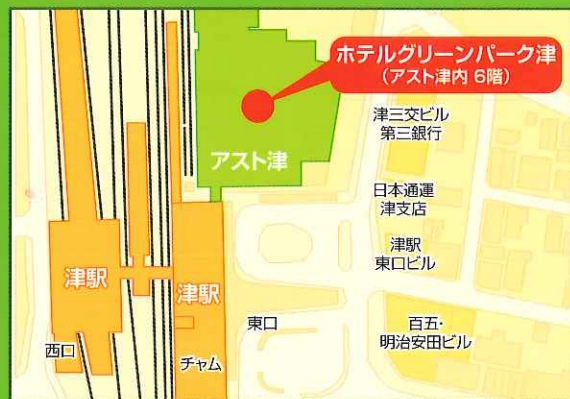 ホテルグリーンパーク津
(アスト津内 6階)
アスト津
津三交ビル
第三銀行
日本通運
津支店
津駅
東口ビル
津駅
津駅
東口
百五・
明治安田ビル
西口
チャム